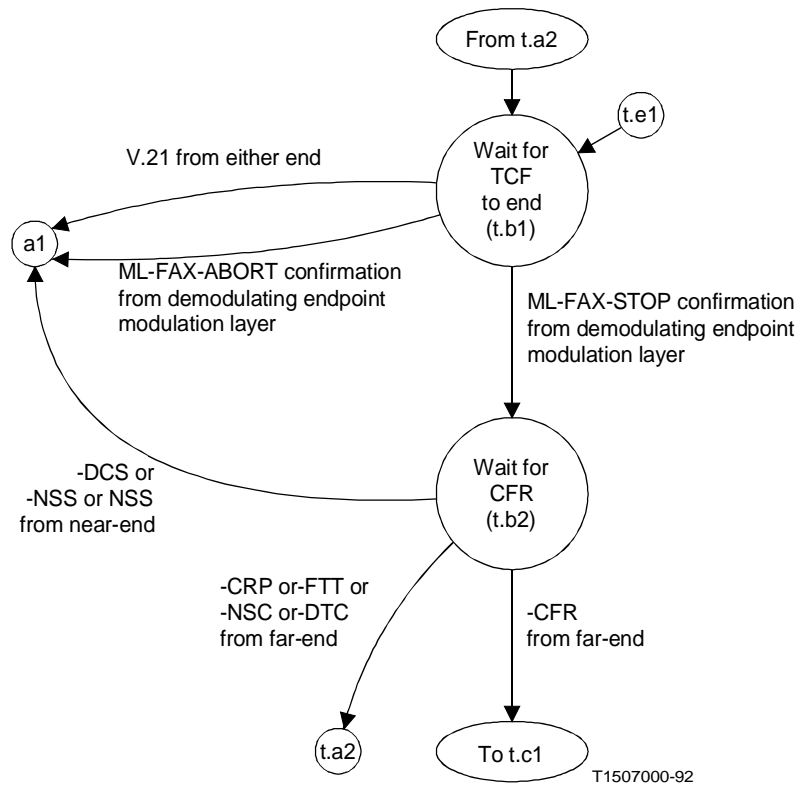 From t.a2
t.e1
V.21 from either end
Wait for
TCF
to end
(t.b1)
a1
ML-FAX-ABORT confirmation
from demodulating endpoint
modulation layer
ML-FAX-STOP confirmation
from demodulating endpoint
modulation layer
Wait for
CFR
(t.b2)
-DCS or
-NSS or NSS
from near-end
-CRP or-FTT or
-NSC or-DTC
from far-end
-CFR
from far-end
t.a2
To t.c1
T1507000-92